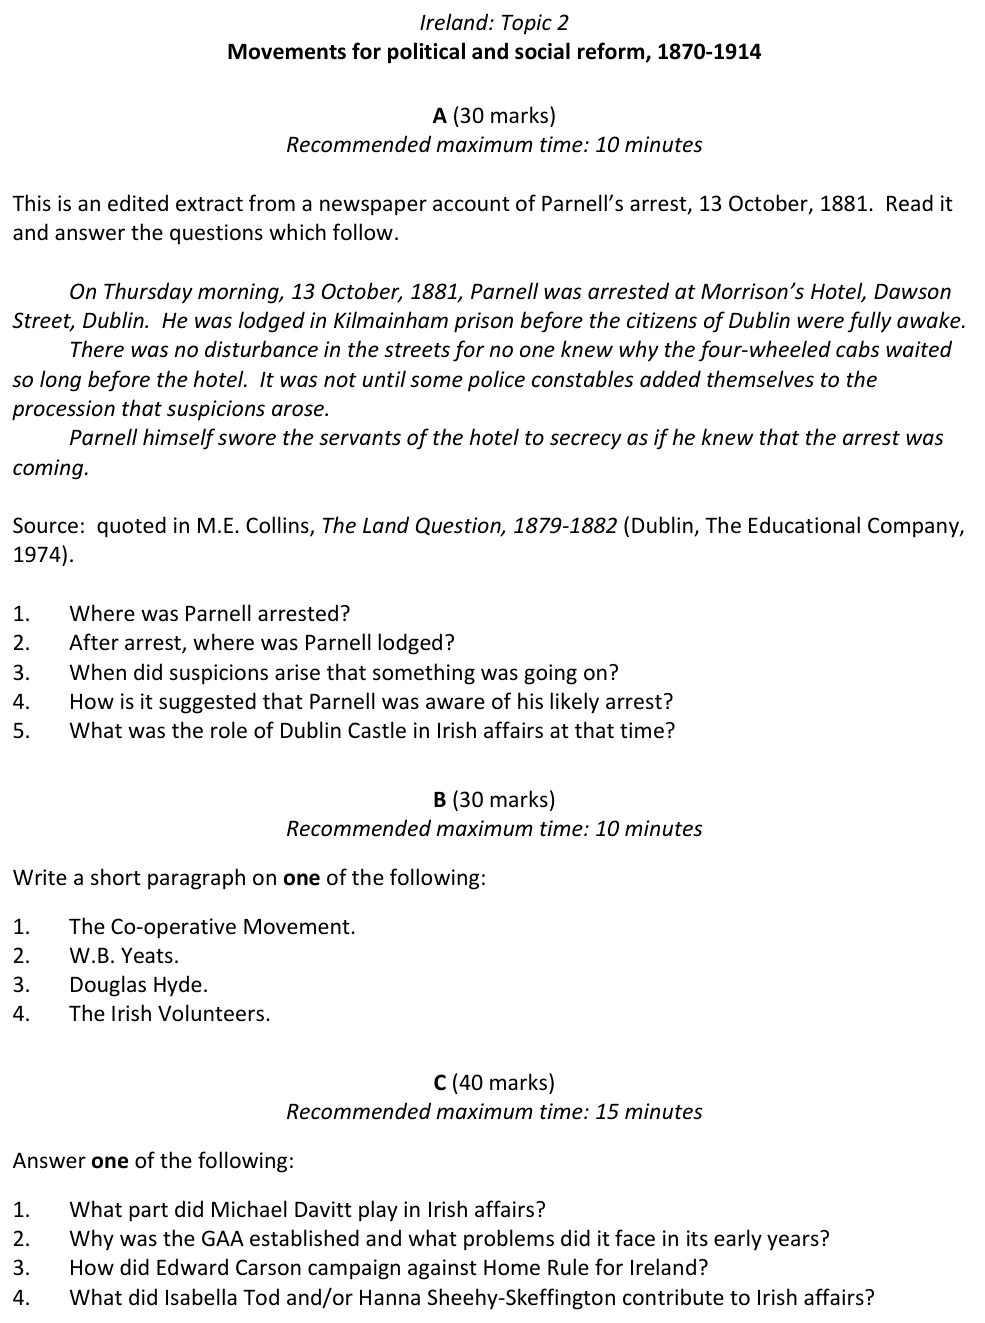 Ireland: Topic 2
Movements for political and social reform, 1870-1914
A (30 marks)
Recommended maximum time: 10 minutes
This is an edited extract from a newspaper account of Parnell’s arrest, 13 October, 1881.  Read it
and answer the questions which follow.
On Thursday morning, 13 October, 1881, Parnell was arrested at Morrison’s Hotel, Dawson
Street, Dublin.  He was lodged in Kilmainham prison before the citizens of Dublin were fully awake.
There was no disturbance in the streets for no one knew why the four-wheeled cabs waited
so long before the hotel.  It was not until some police constables added themselves to the
procession that suspicions arose.
Parnell himself swore the servants of the hotel to secrecy as if he knew that the arrest was
coming.
Source:  quoted in M.E. Collins, The Land Question, 1879-1882 (Dublin, The Educational Company,
1974).
1. Where was Parnell arrested?
2. After arrest, where was Parnell lodged?
3. When did suspicions arise that something was going on?
4. How is it suggested that Parnell was aware of his likely arrest?
5. What was the role of Dublin Castle in Irish affairs at that time?
B (30 marks)
Recommended maximum time: 10 minutes
Write a short paragraph on one of the following:
1. The Co-operative Movement.
2. W.B. Yeats.
3. Douglas Hyde.
4. The Irish Volunteers.
C (40 marks)
Recommended maximum time: 15 minutes
Answer one of the following:
1. What part did Michael Davitt play in Irish affairs?
2. Why was the GAA established and what problems did it face in its early years?
3. How did Edward Carson campaign against Home Rule for Ireland?
4. What did Isabella Tod and/or Hanna Sheehy-Skeffington contribute to Irish affairs?